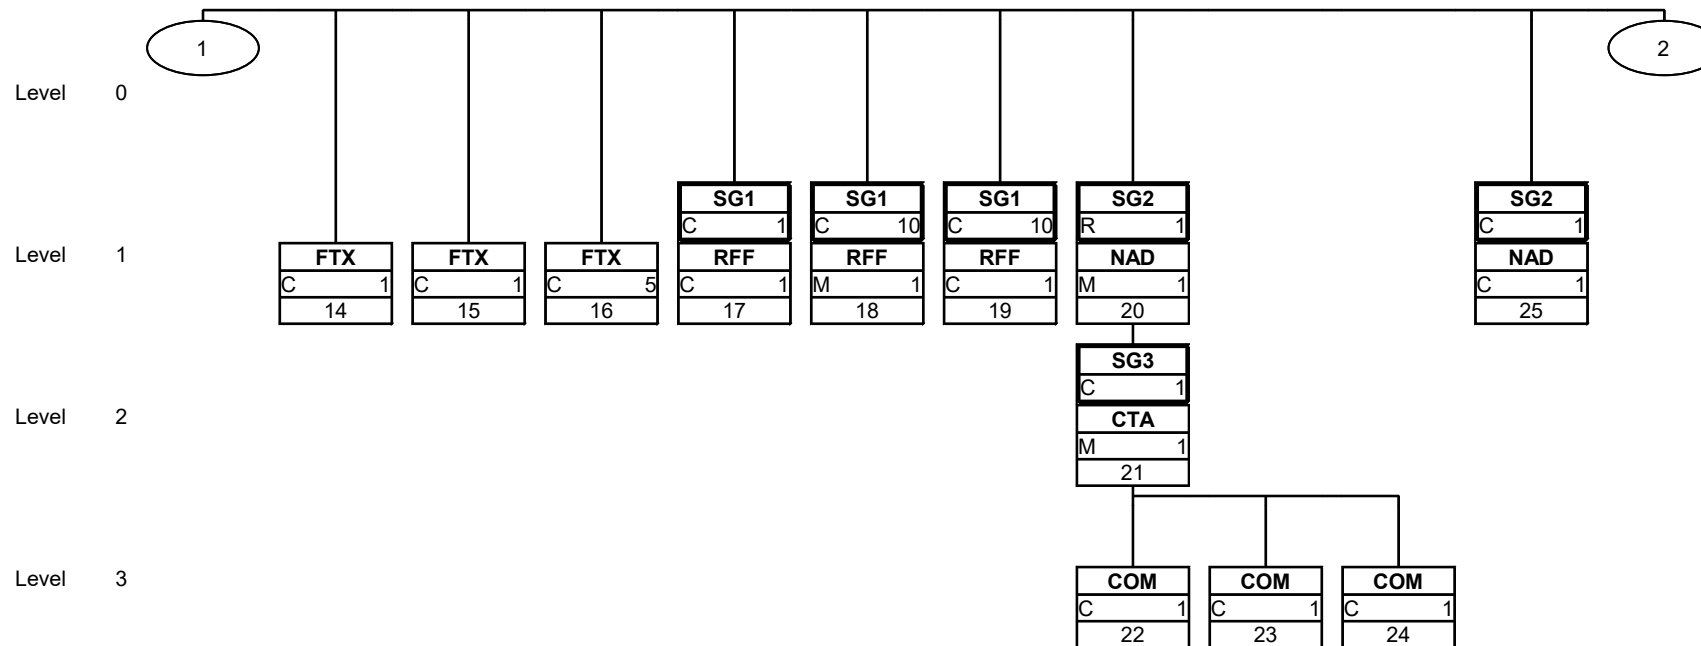 1 2
Level 0
SG1 SG1 SG1 SG2 SG2
C 1 C 10 C 10 R 1 C 1
Level 1 FTX FTX FTX RFF RFF RFF NAD NAD
C 1 C 1 C 5 C 1 M 1 C 1 M 1 C 1
14 15 16 17 18 19 20 25
SG3
C 1
Level 2 CTA
M 1
21
Level 3 COM COM COM
C 1 C 1 C 1
22 23 24